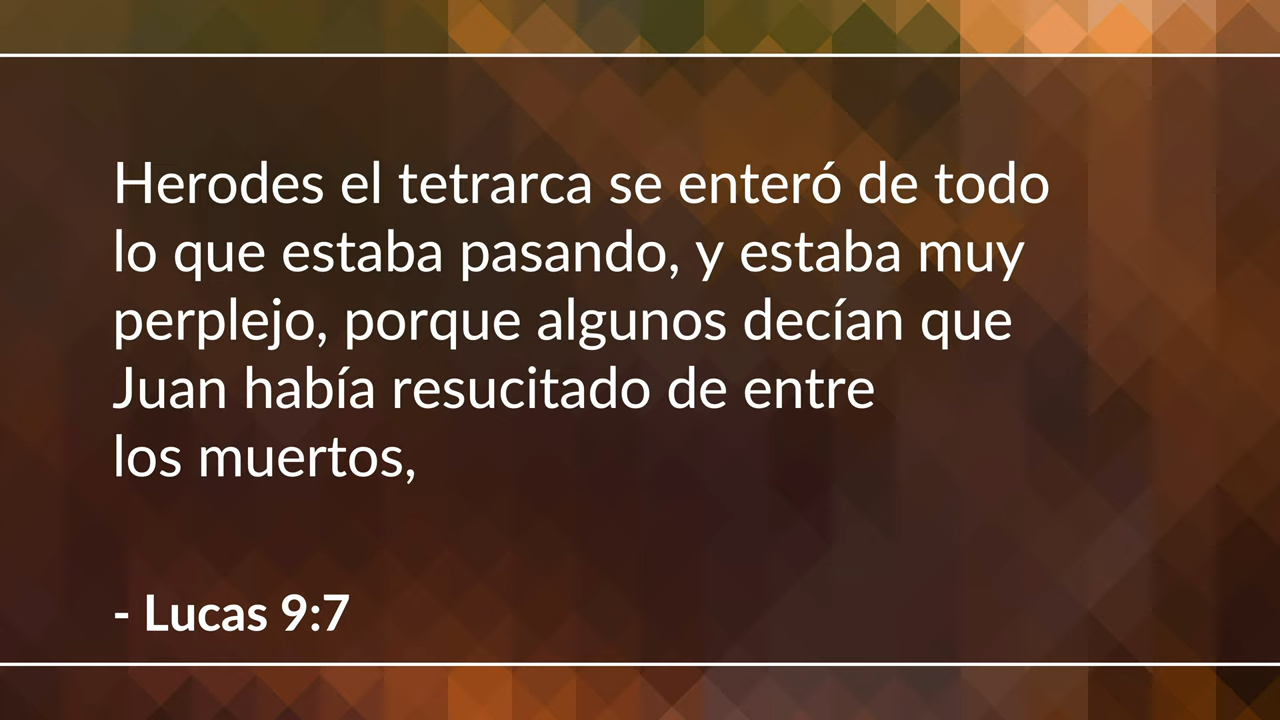 Herodes el tetrarca se enteró de todo
lo que estaba pasando, y estaba muy
perplejo, porque algunos decían que
Juan había resucitado de entre
los muertos,
- Lucas 9:7